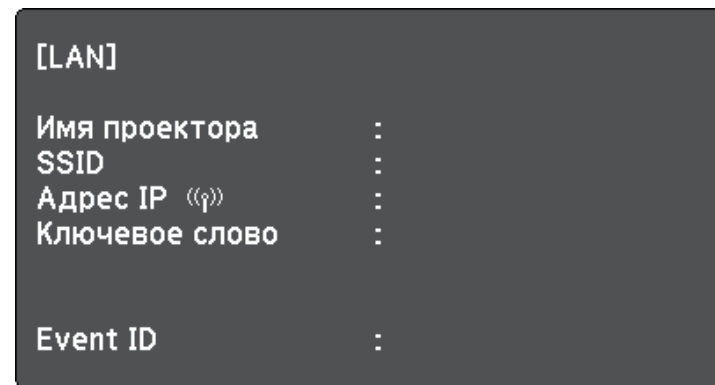 [LAN]
Имя проектора :
SSID :
Адрес IP :
Ключевое слово :
Event ID :